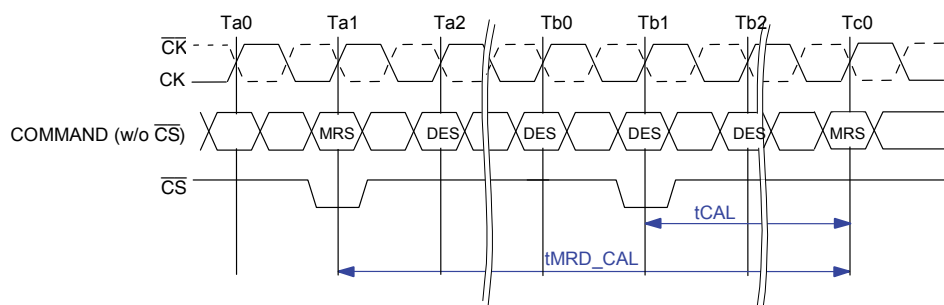 Ta0 Ta1 Ta2 Tb0 Tb1 Tb2 Tc0
CK
CK
COMMAND (w/o CS) MRS DES DES DES DES MRS
CS
tCAL
tMRD_CAL